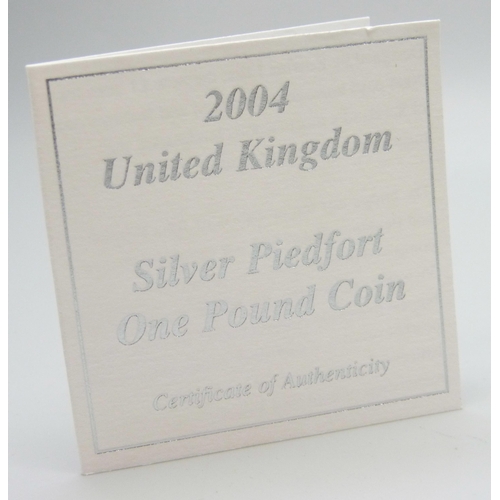 2004
United Kingdom
Silver Piedfort
One Pound Coin
Certificate of Authenticity